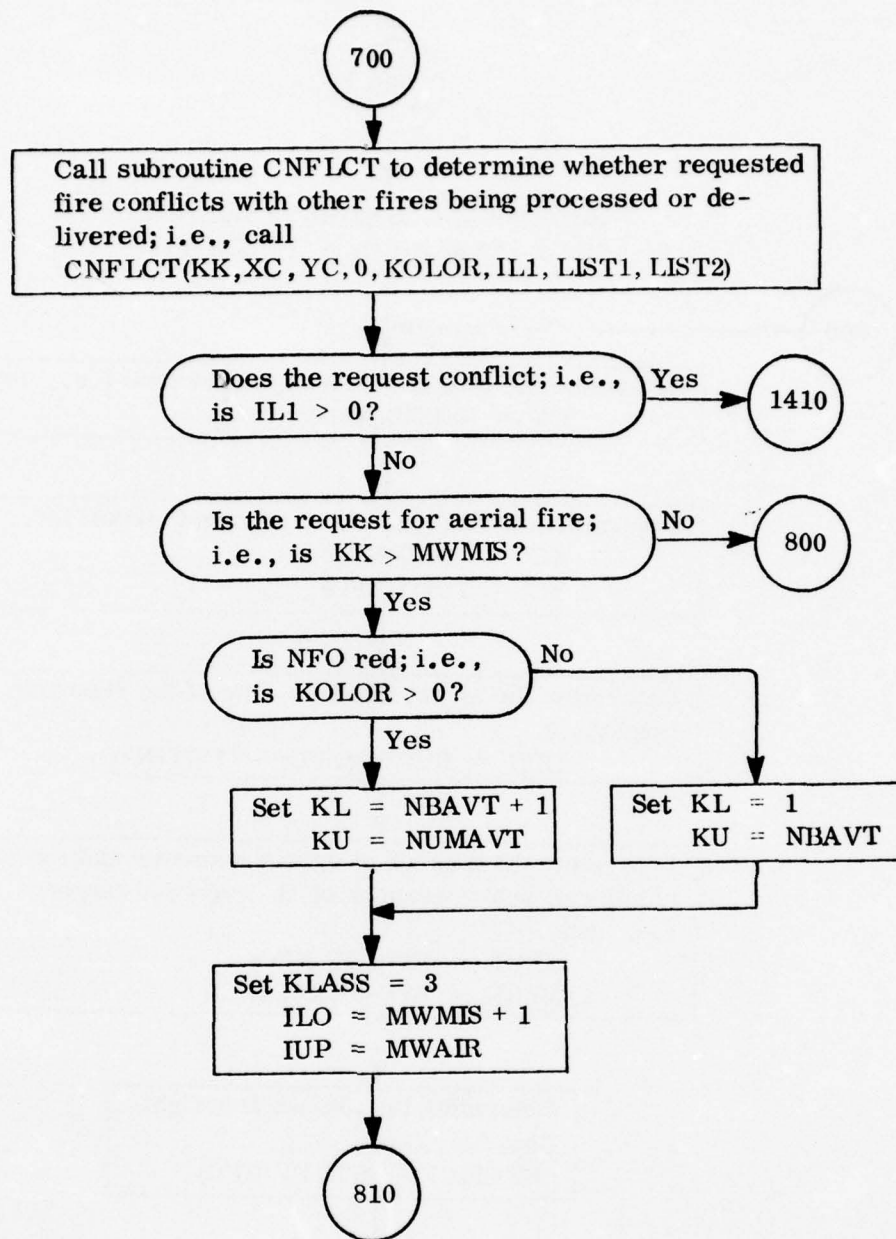 700
Call subroutine CNFLCT to determine whether requested
fire conflicts with other fires being processed or de-
livered; i.e., call
CNFLCT(KK,XC,YC,0,KOLOR,IL1,LIST1,LIST2)
Does the request conflict; i.e.,
is IL1 > 0?
Yes
1410
No
Is the request for aerial fire;
i.e., is KK > MWMIS?
No
800
Yes
Is NFO red; i.e.,
is KOLOR > 0?
No
Yes
Set KL = NBAVT + 1
KU = NUMAVT
Set KL = 1
KU = NBAVT
Set KLASS = 3
ILO = MWMIS + 1
IUP = MWAIR
810